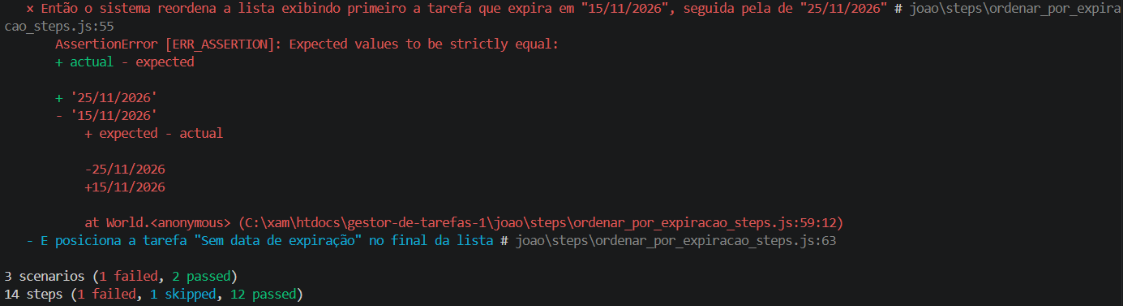 × Então o sistema reordena a lista exibindo primeiro a tarefa que expira em "15/11/2026", seguida pela de "25/11/2026" # joao\steps\ordenar_por_expira
cao_steps.js:55
AssertionError [ERR_ASSERTION]: Expected values to be strictly equal:
+ actual - expected
+ '25/11/2026'
- '15/11/2026'
+ expected - actual
-25/11/2026
+15/11/2026
at World.<anonymous> (C:\xam\htdocs\gestor-de-tarefas-1\joao\steps\ordenar_por_expiracao_steps.js:59:12)
- E posiciona a tarefa "Sem data de expiração" no final da lista # joao\steps\ordenar_por_expiracao_steps.js:63
3 scenarios (1 failed, 2 passed)
14 steps (1 failed, 1 skipped, 12 passed)